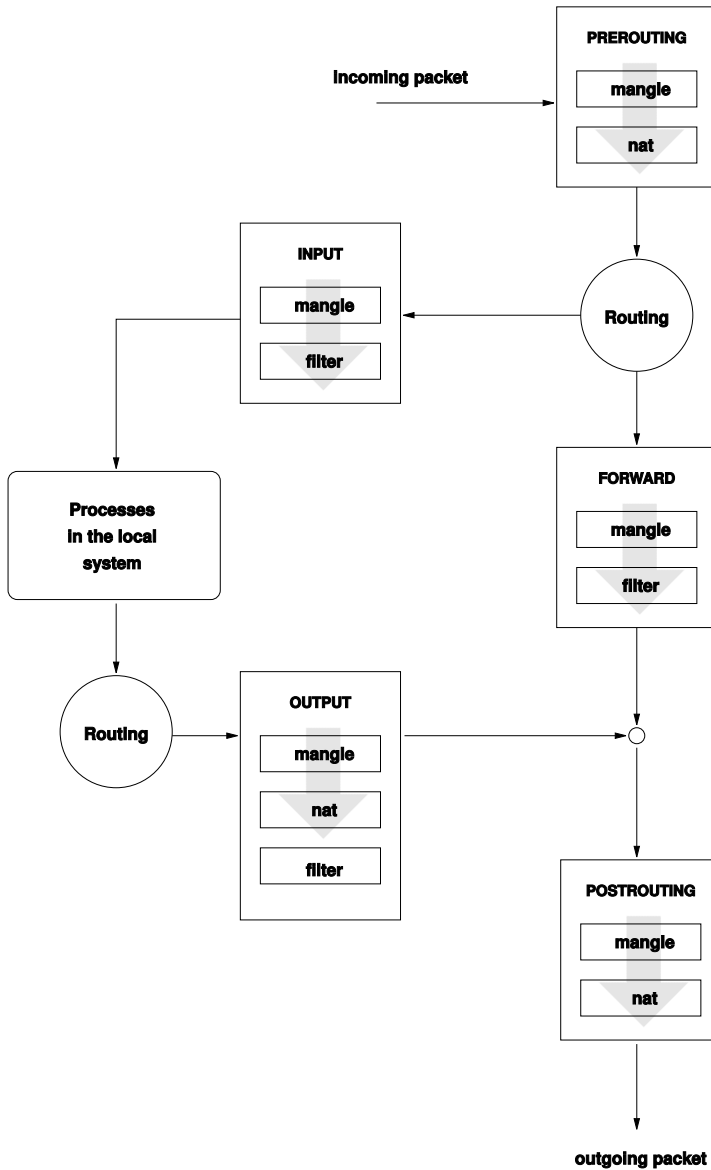 PREROUTING
Incoming packet
mangle
nat
INPUT
mangle
filter
Routing
Processes
in the local
system
FORWARD
mangle
filter
Routing
OUTPUT
mangle
nat
filter
POSTROUTING
mangle
nat
outgoing packet